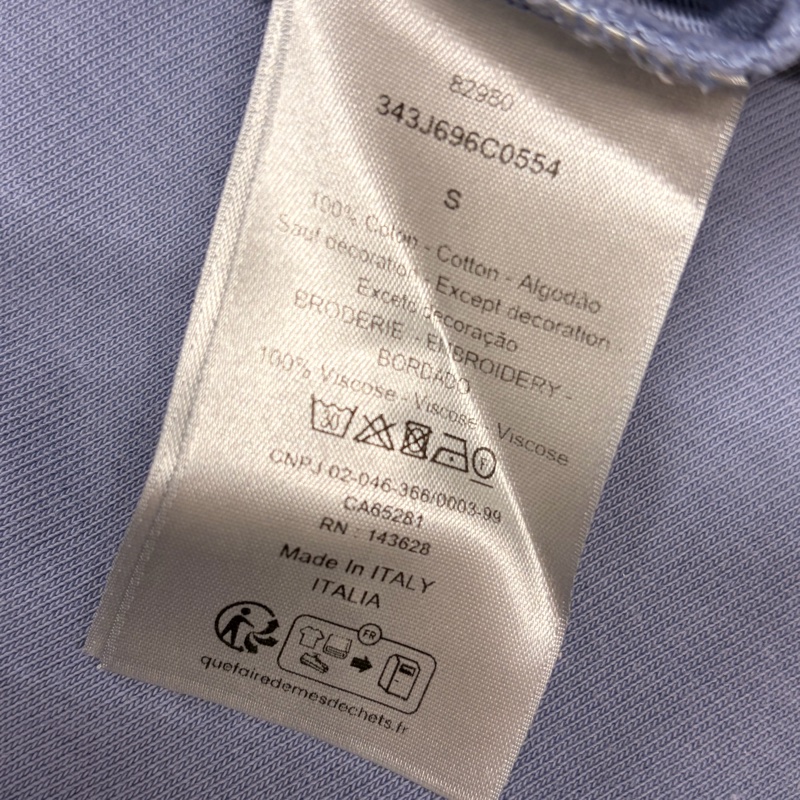 82980
343J696C0554
S
100% Coton - Cotton - Algodão
Sauf décoration - Except decoration -
Exceto decoração
BRODERIE - EMBROIDERY -
BORDADO
100% Viscose - Viscose - Viscose
30
F
CNPJ 02-046-366/0003-99
CA65281
RN : 143628
Made In ITALY
ITALIA
FR
quefairedemesdechets.fr